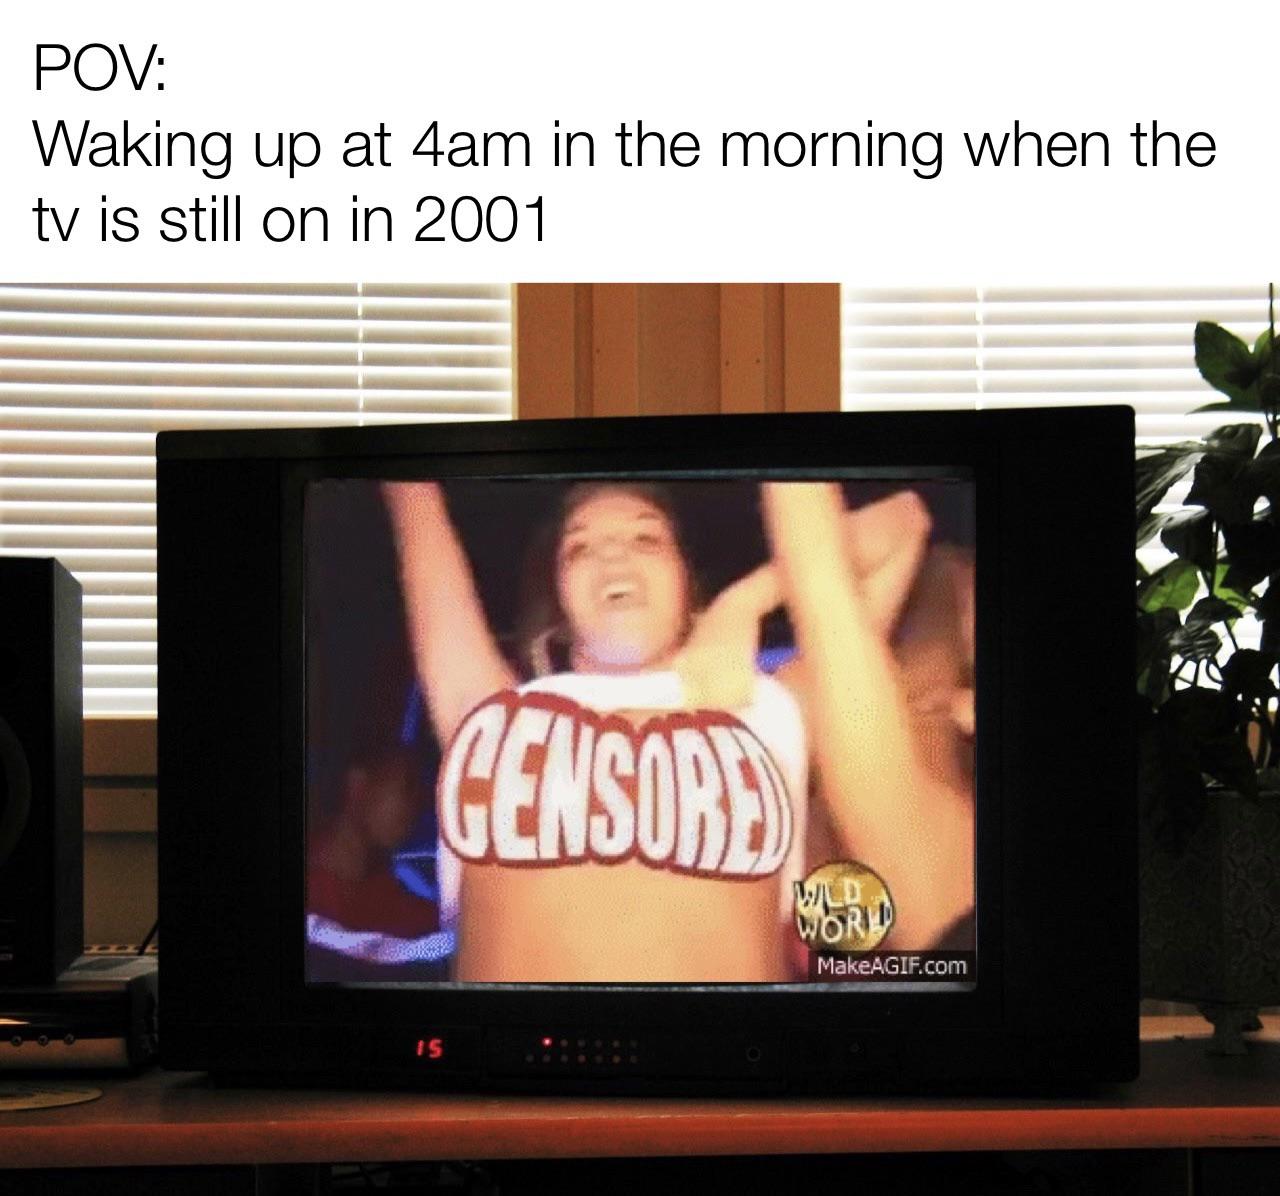 POV:
Waking up at 4am in the morning when the
tv is still on in 2001
CENSORED
WILD
WORLD
MakeAGIF.com
15